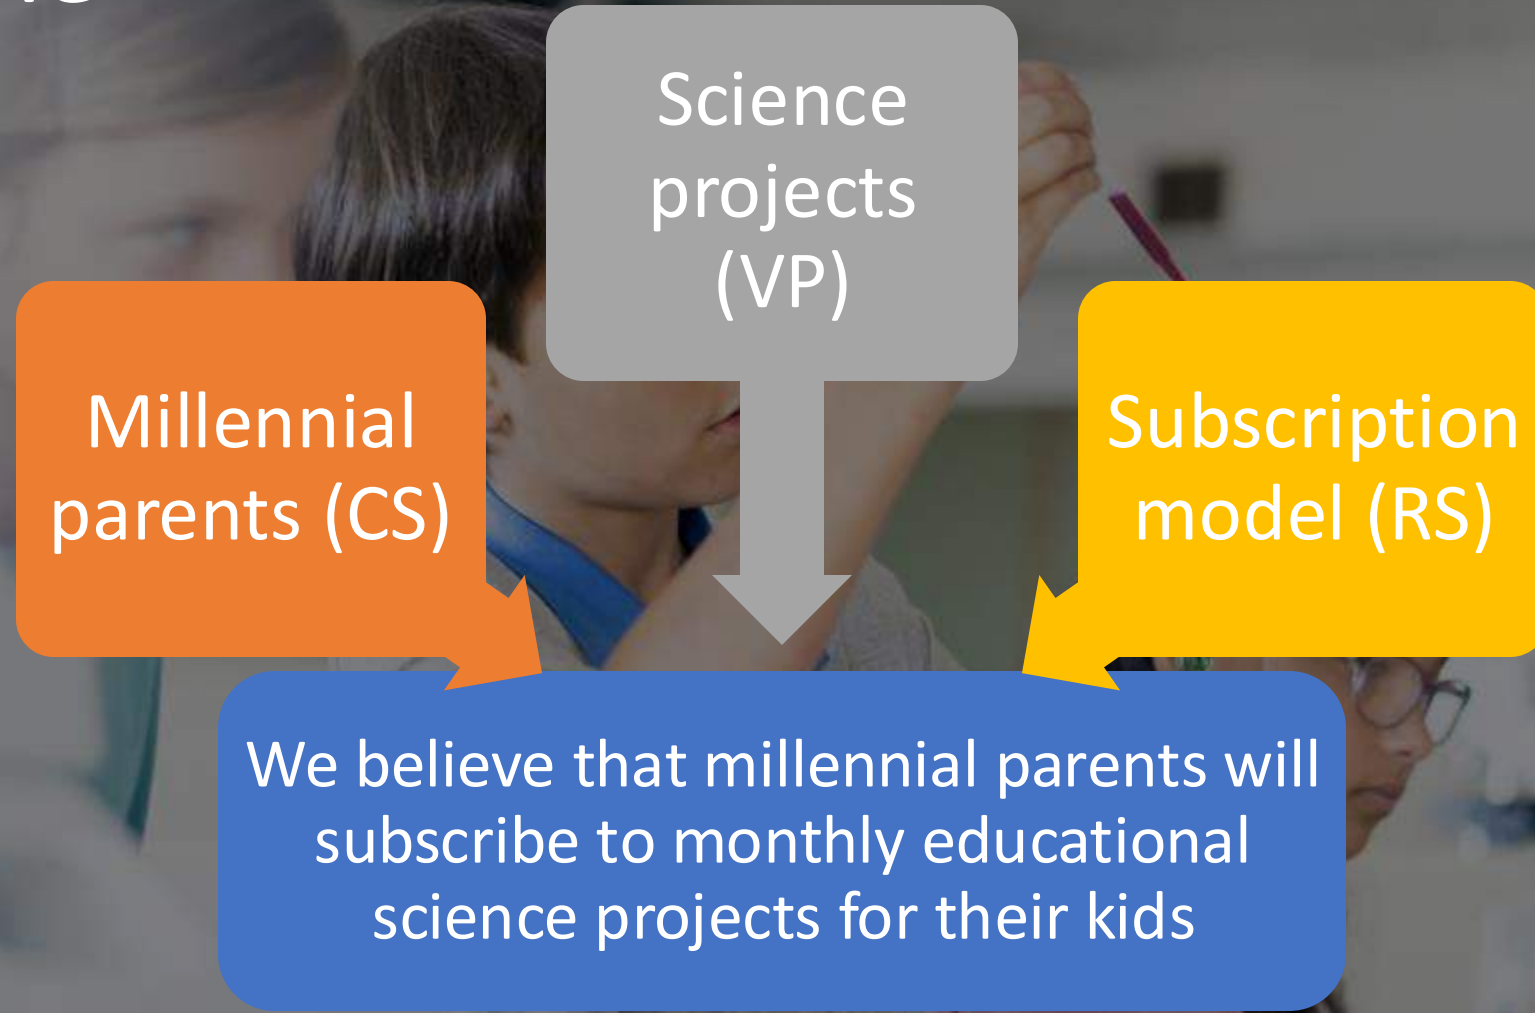 Science
projects
(VP)
Millennial
parents (CS)
Subscription
model (RS)
We believe that millennial parents will
subscribe to monthly educational
science projects for their kids